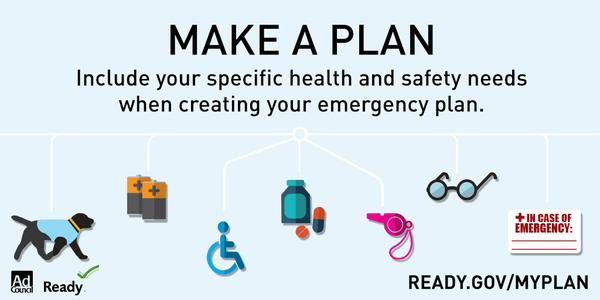 MAKE A PLAN
Include your specific health and safety needs
when creating your emergency plan.
+ IN CASE OF
EMERGENCY:
Ad
Council
Ready
READY.GOV/MYPLAN